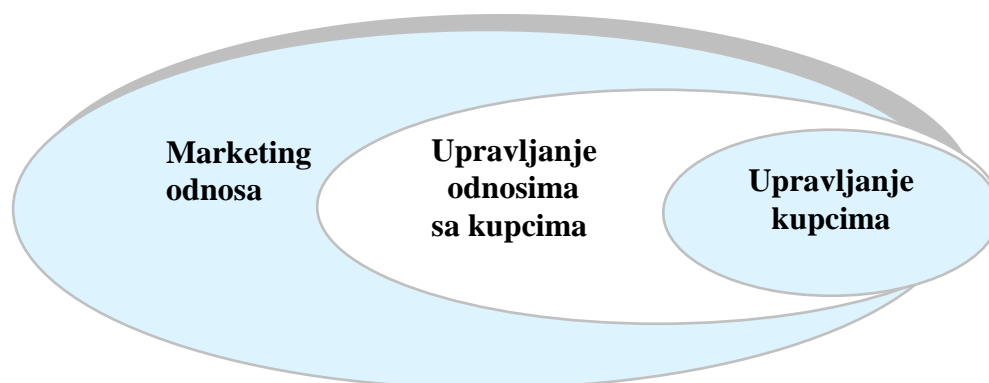 Marketing
odnosa
Upravljanje
odnosima
sa kupcima
Upravljanje
kupcima